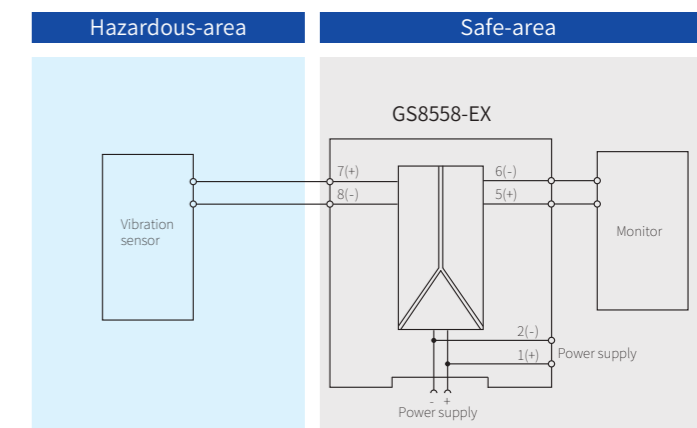 Hazardous-area
Safe-area
GS8558-EX
7(+)
8(-)
6(-)
5(+)
Vibration
sensor
Monitor
2(-)
1(+)
Power supply
- +
Power supply